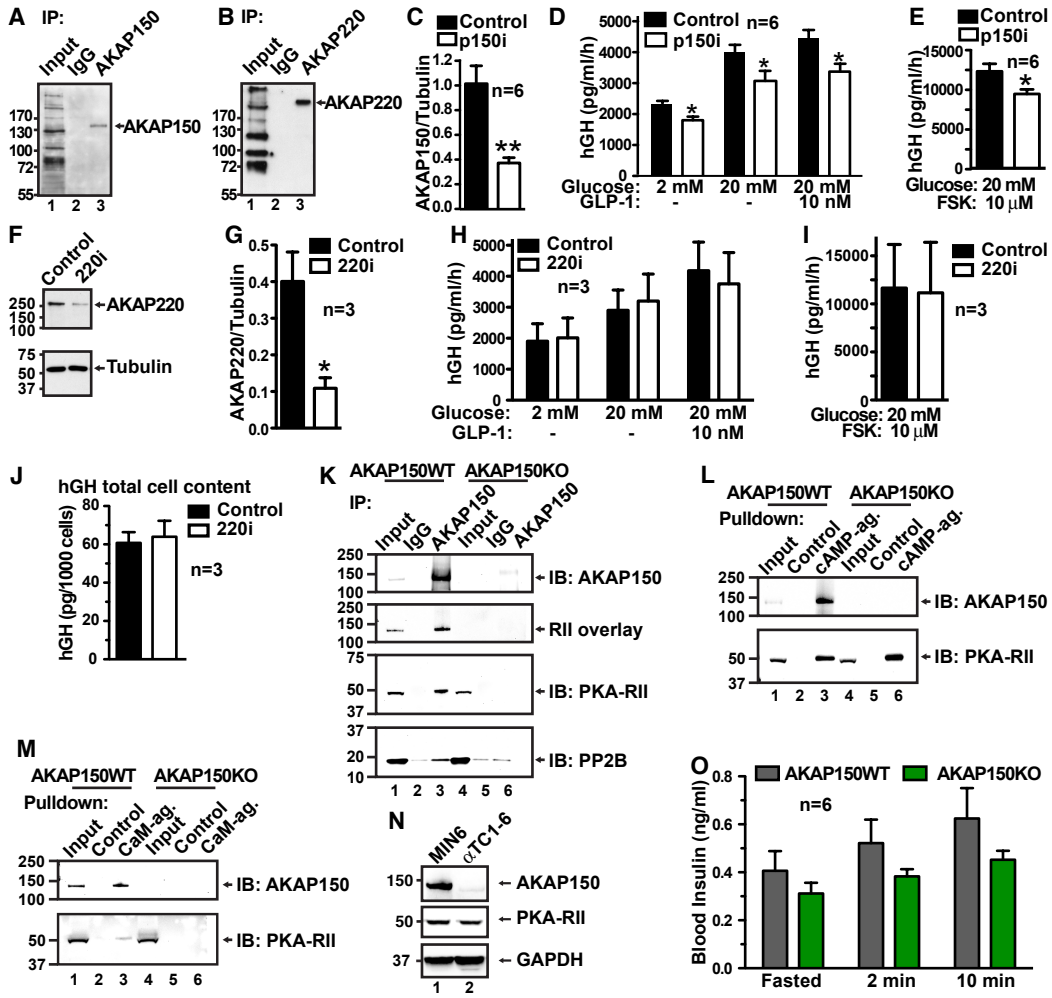 A
IP:
Input
IgG
AKAP150
170
130
100
72
55
←AKAP150
1 2 3
B
IP:
Input
IgG
AKAP220
170
130
100
72
55
←AKAP220
1 2 3
C
Control
p150i
AKAP150/Tubulin
1.2
1.0
0.8
0.6
0.4
0.2
0.0
n=6
**
D
Control
p150i
n=6
hGH (pg/ml/h)
5000
4000
3000
2000
1000
0
* * *
Glucose: 2 mM 20 mM 20 mM
GLP-1: - - 10 nM
E
Control
p150i
n=6
hGH (pg/ml/h)
15000
10000
5000
0
*
Glucose: 20 mM
FSK: 10 μM
F
Control
220i
250
150
100
←AKAP220
75
50
37
←Tubulin
G
Control
220i
AKAP220/Tubulin
0.5
0.4
0.3
0.2
0.1
0.0
n=3
*
H
Control
220i
n=3
hGH (pg/ml/h)
5000
4000
3000
2000
1000
0
Glucose: 2 mM 20 mM 20 mM
GLP-1: - - 10 nM
I
Control
220i
n=3
hGH (pg/ml/h)
15000
10000
5000
0
Glucose: 20 mM
FSK: 10 μM
J
hGH total cell content
Control
220i
n=3
hGH (pg/1000 cells)
80
60
40
20
0
K
AKAP150WT AKAP150KO
IP:
Input
IgG
AKAP150
Input
IgG
AKAP150
250
150
100
←IB: AKAP150
250
150
100
←RII overlay
75
50
37
←IB: PKA-RII
37
20
10
←IB: PP2B
1 2 3 4 5 6
L
AKAP150WT AKAP150KO
Pulldown:
Input
Control
cAMP-ag.
Input
Control
cAMP-ag.
250
150
100
←IB: AKAP150
50
37
←IB: PKA-RII
1 2 3 4 5 6
M
AKAP150WT AKAP150KO
Pulldown:
Input
Control
CaM-ag.
Input
Control
CaM-ag.
250
150
100
←IB: AKAP150
50
37
←IB: PKA-RII
1 2 3 4 5 6
N
MIN6
αTC1-6
150
←AKAP150
50
←PKA-RII
37
←GAPDH
1 2
O
AKAP150WT AKAP150KO
n=6
Blood Insulin (ng/ml)
0.8
0.6
0.4
0.2
0
Fasted 2 min 10 min